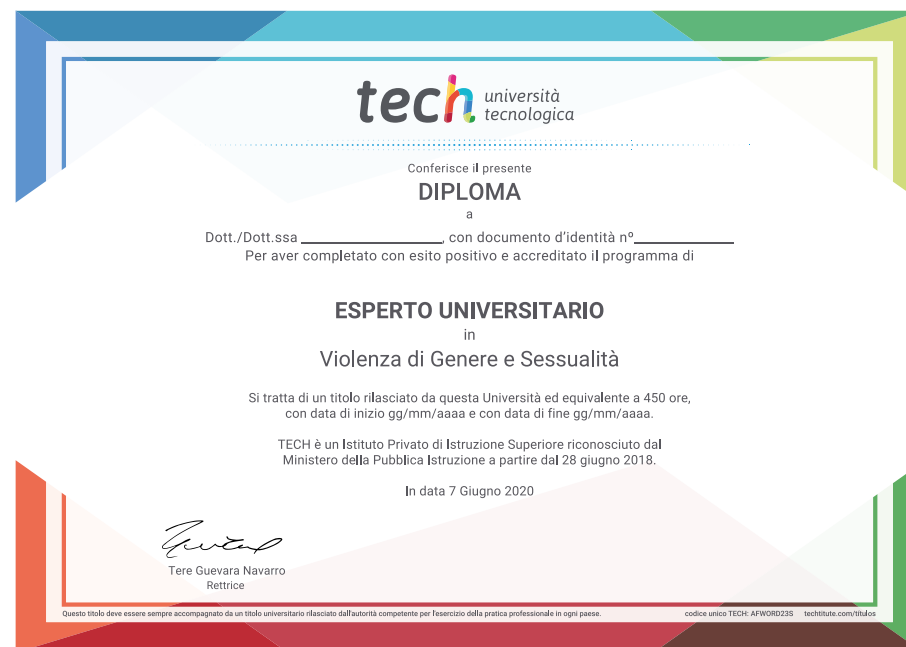 tech università
tecnologica
Conferisce il presente
DIPLOMA
a
Dott./Dott.ssa ____________, con documento d'identità nº____________
Per aver completato con esito positivo e accreditato il programma di
ESPERTO UNIVERSITARIO
in
Violenza di Genere e Sessualità
Si tratta di un titolo rilasciato da questa Università ed equivalente a 450 ore,
con data di inizio gg/mm/aaaa e con data di fine gg/mm/aaaa.
TECH è un Istituto Privato di Istruzione Superiore riconosciuto dal
Ministero della Pubblica Istruzione a partire dal 28 giugno 2018.
In data 7 Giugno 2020
Tere Guevara Navarro
Rettrice
Questo titolo deve essere sempre accompagnato da un titolo universitario rilasciato dall'autorità competente per l'esercizio della pratica professionale in ogni paese. codice unico TECH: AFWORD23S techtitute.com/títulos